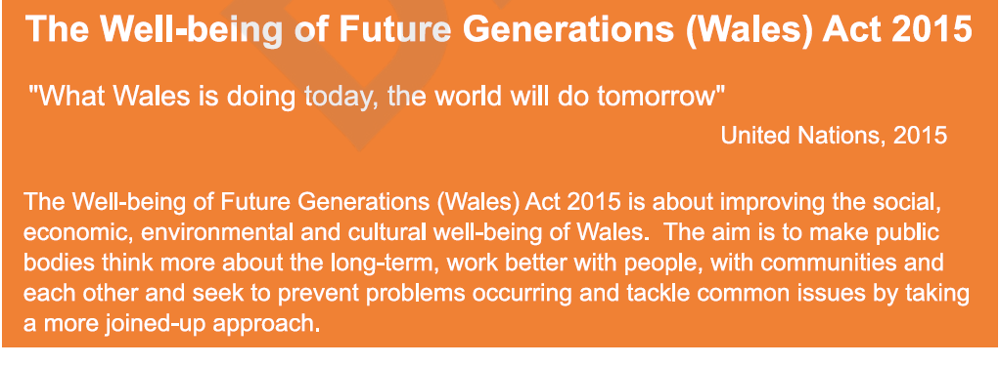 The Well-being of Future Generations (Wales) Act 2015
"What Wales is doing today, the world will do tomorrow"
United Nations, 2015
The Well-being of Future Generations (Wales) Act 2015 is about improving the social,
economic, environmental and cultural well-being of Wales.  The aim is to make public
bodies think more about the long-term, work better with people, with communities and
each other and seek to prevent problems occurring and tackle common issues by taking
a more joined-up approach.